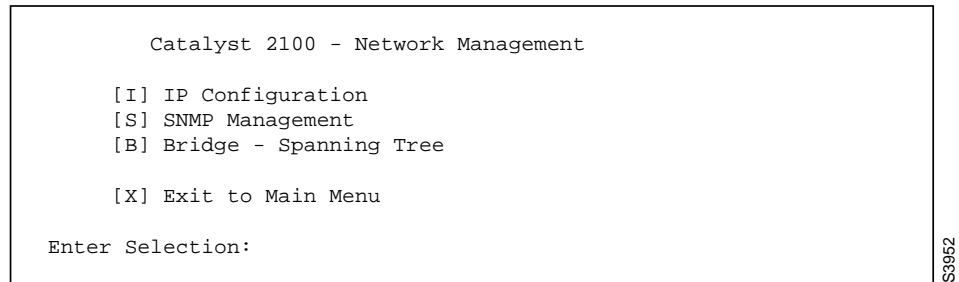 Catalyst 2100 - Network Management
[I] IP Configuration
[S] SNMP Management
[B] Bridge - Spanning Tree
[X] Exit to Main Menu
Enter Selection:
S3952